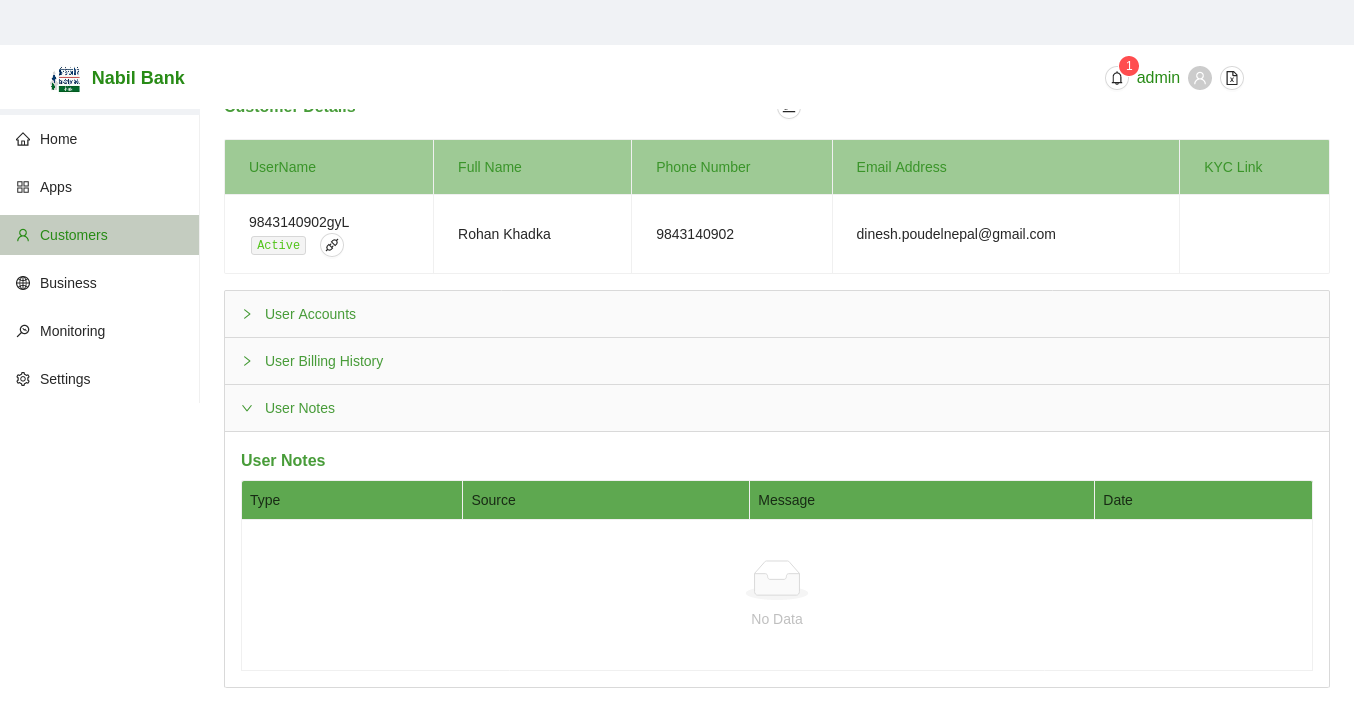 Nabil Bank
1
admin
Customer Details
Home
Apps
Customers
Business
Monitoring
Settings
UserName Full Name Phone Number Email Address KYC Link
9843140902gyL
Active
Rohan Khadka 9843140902 dinesh.poudelnepal@gmail.com
User Accounts
User Billing History
User Notes
User Notes
Type Source Message Date
No Data